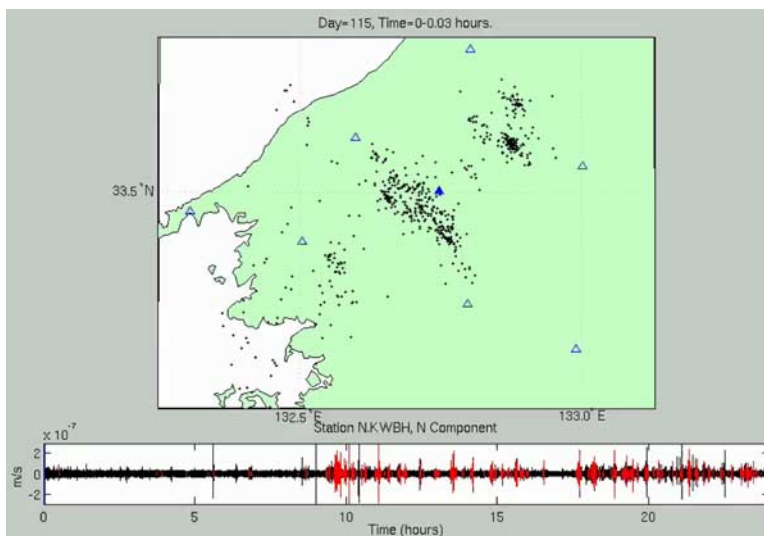 Day=115, Time=0-0.03 hours.
33.5°N
132.5°E
133.0°E
Station N.KWBH, N Component
x 10⁻⁷
2
0
-2
m/s
0 5 10 15 20
Time (hours)